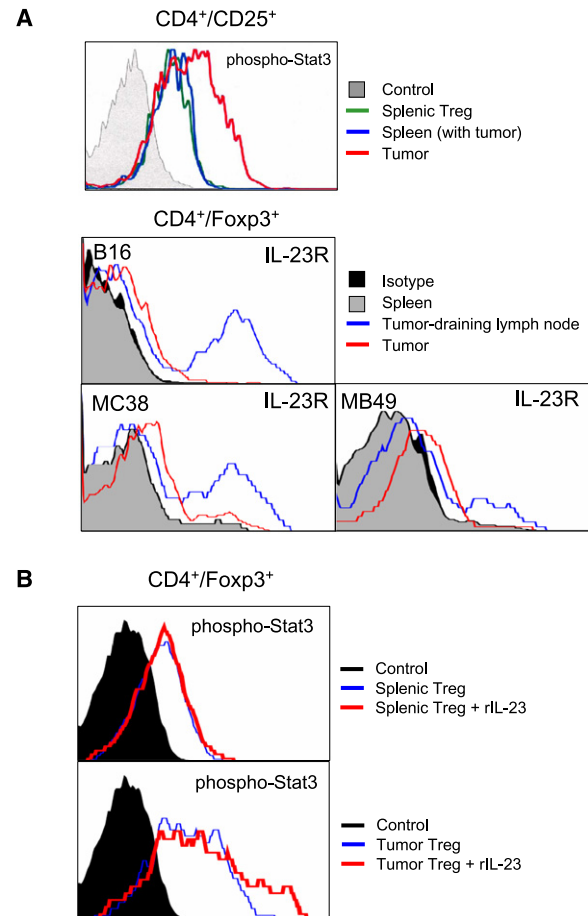 A
CD4⁺/CD25⁺
phospho-Stat3
Control
Splenic Treg
Spleen (with tumor)
Tumor
CD4⁺/Foxp3⁺
B16
IL-23R
Isotype
Spleen
Tumor-draining lymph node
Tumor
MC38
IL-23R
MB49
IL-23R
B
CD4⁺/Foxp3⁺
phospho-Stat3
Control
Splenic Treg
Splenic Treg + rIL-23
phospho-Stat3
Control
Tumor Treg
Tumor Treg + rIL-23